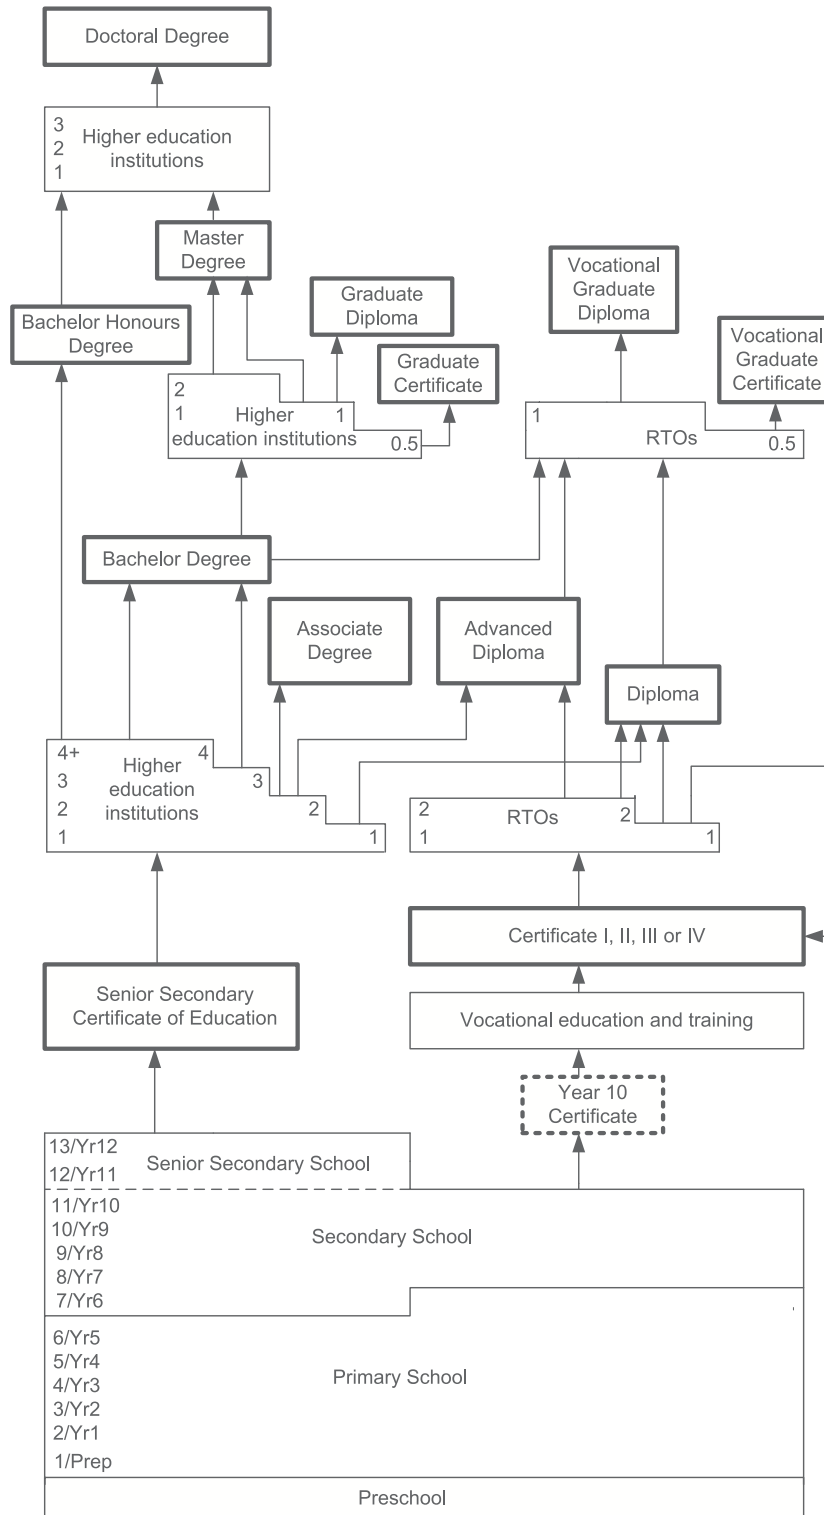 Doctoral Degree
3
2
1
Higher education
institutions
Master
Degree
Vocational
Graduate
Diploma
Graduate
Diploma
Bachelor Honours
Degree
Vocational
Graduate
Certificate
Graduate
Certificate
2
1
Higher
education institutions
1
0.5
1
RTOs
0.5
Bachelor Degree
Associate
Degree
Advanced
Diploma
Diploma
4+
3
2
1
Higher
education
institutions
4
3
2
1
2
1
RTOs
2
1
Certificate I, II, III or IV
Senior Secondary
Certificate of Education
Vocational education and training
Year 10
Certificate
13/Yr12
12/Yr11
Senior Secondary School
11/Yr10
10/Yr9
9/Yr8
8/Yr7
7/Yr6
Secondary School
6/Yr5
5/Yr4
4/Yr3
3/Yr2
2/Yr1
1/Prep
Primary School
Preschool